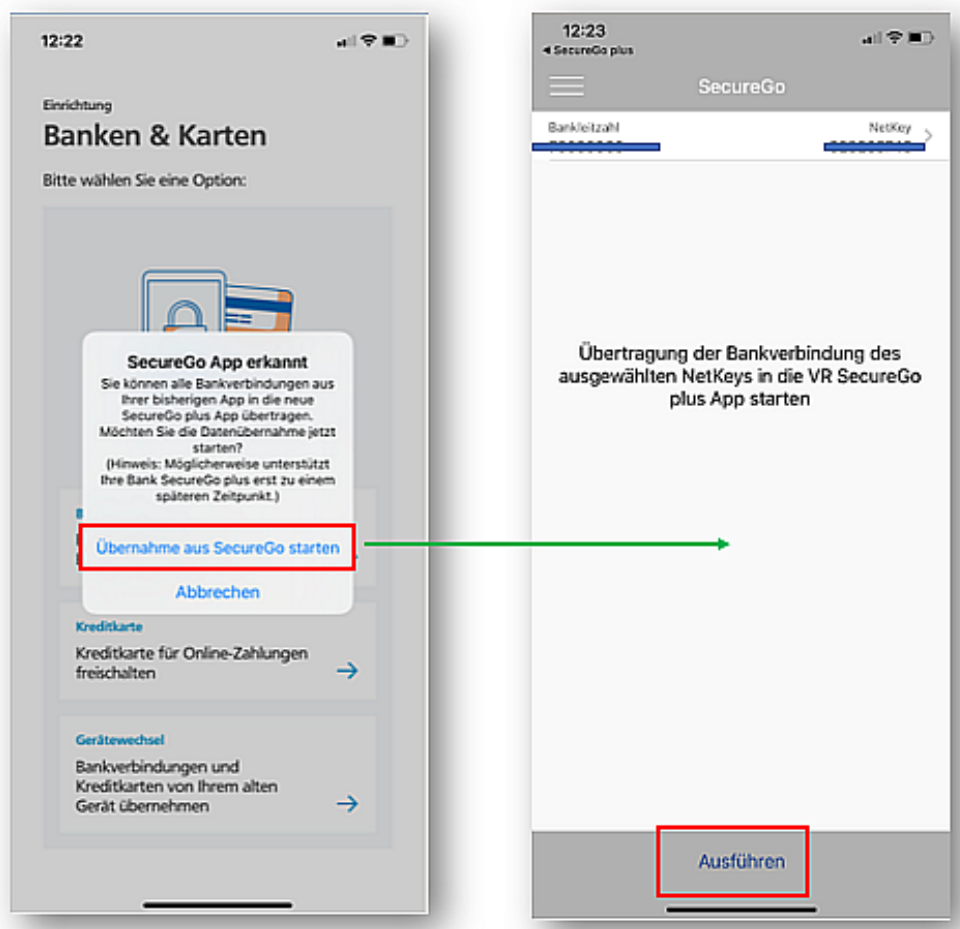 12:22
Einrichtung
Banken & Karten
Bitte wählen Sie eine Option:
SecureGo App erkannt
Sie können alle Bankverbindungen aus
Ihrer bisherigen App in die neue
SecureGo plus App übertragen.
Möchten Sie die Datenübernahme jetzt
starten?
(Hinweis: Möglicherweise unterstützt
Ihre Bank SecureGo plus erst zu einem
späteren Zeitpunkt.)
Übernahme aus SecureGo starten
Abbrechen
Kreditkarte
Kreditkarte für Online-Zahlungen
freischalten
Gerätewechsel
Bankverbindungen und
Kreditkarten von Ihrem alten
Gerät übernehmen
12:23
SecureGo plus
SecureGo
Bankleitzahl
NetKey
Übertragung der Bankverbindung des
ausgewählten NetKeys in die VR SecureGo
plus App starten
Ausführen